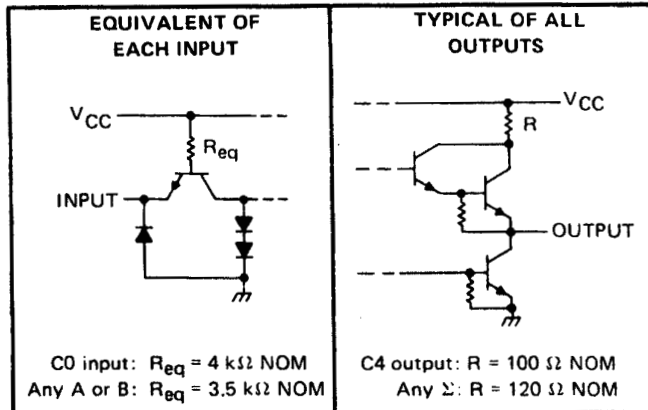 EQUIVALENT OF
EACH INPUT
VCC
Req
INPUT
C0 input: Req = 4 kΩ NOM
Any A or B: Req = 3.5 kΩ NOM
TYPICAL OF ALL
OUTPUTS
VCC
R
OUTPUT
C4 output: R = 100 Ω NOM
Any Σ: R = 120 Ω NOM